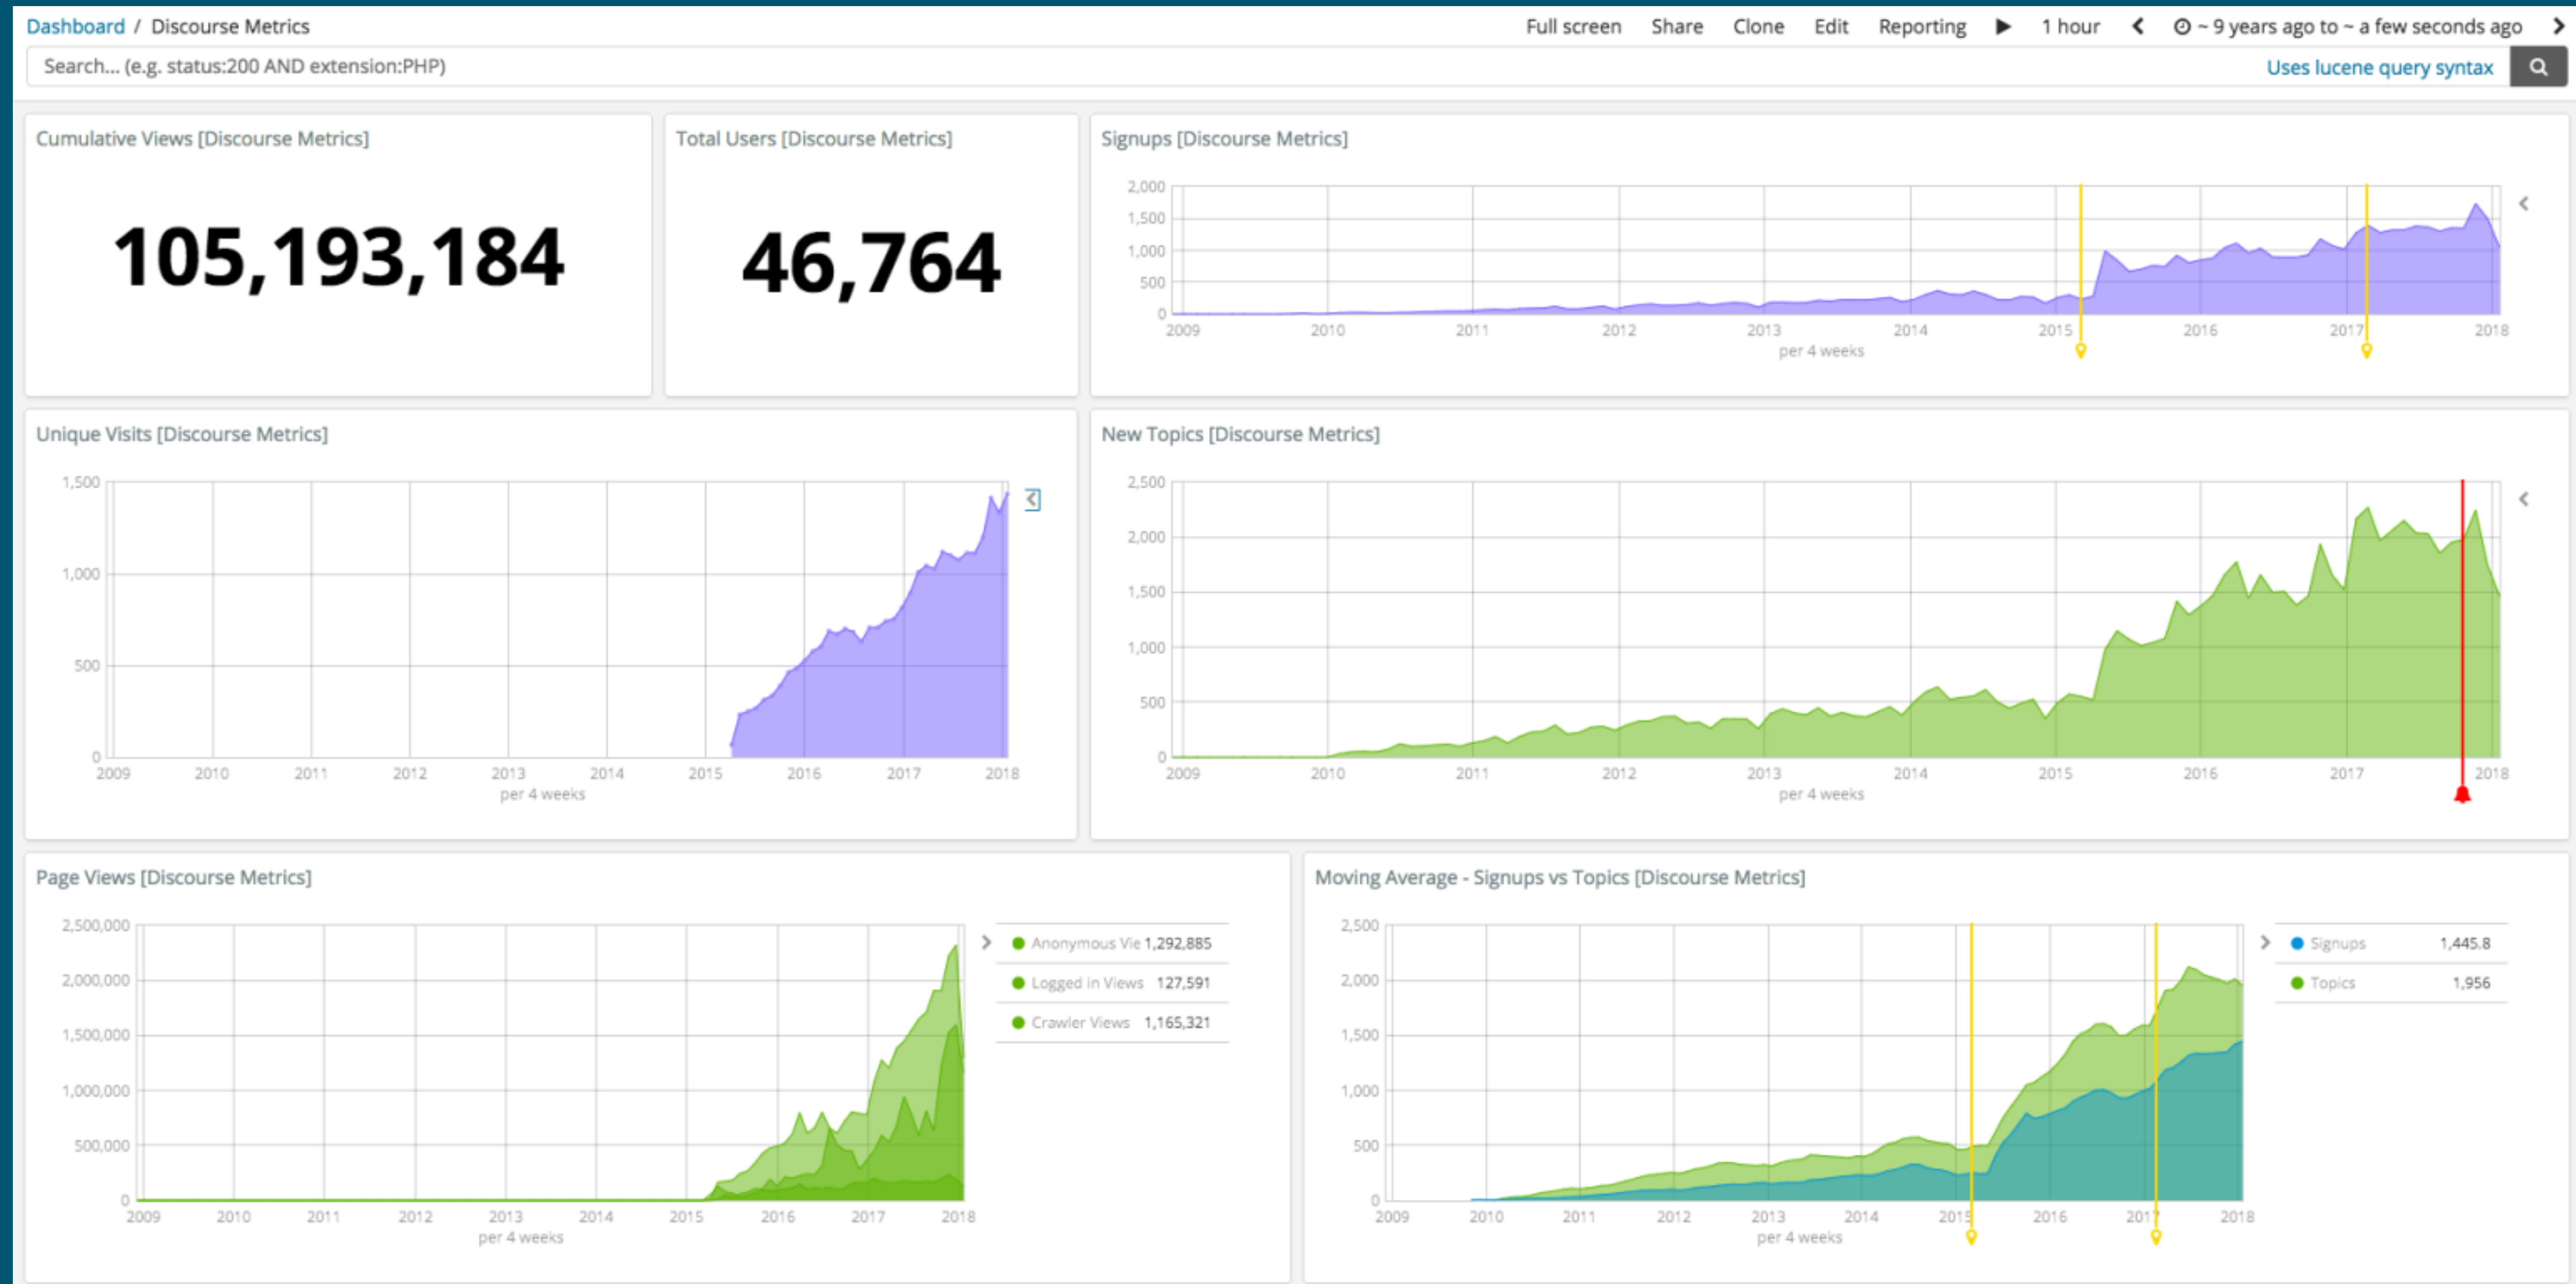 Dashboard / Discourse Metrics
Full screen Share Clone Edit Reporting 1 hour ~ 9 years ago to ~ a few seconds ago
Search... (e.g. status:200 AND extension:PHP)
Uses lucene query syntax
Cumulative Views [Discourse Metrics]
105,193,184
Total Users [Discourse Metrics]
46,764
Signups [Discourse Metrics]
2,000
1,500
1,000
500
0
2009 2010 2011 2012 2013 2014 2015 2016 2017 2018
per 4 weeks
Unique Visits [Discourse Metrics]
1,500
1,000
500
0
2009 2010 2011 2012 2013 2014 2015 2016 2017 2018
per 4 weeks
New Topics [Discourse Metrics]
2,500
2,000
1,500
1,000
500
0
2009 2010 2011 2012 2013 2014 2015 2016 2017 2018
per 4 weeks
Page Views [Discourse Metrics]
2,500,000
2,000,000
1,500,000
1,000,000
500,000
0
2009 2010 2011 2012 2013 2014 2015 2016 2017 2018
per 4 weeks
Anonymous Vie 1,292,885
Logged in Views 127,591
Crawler Views 1,165,321
Moving Average - Signups vs Topics [Discourse Metrics]
2,500
2,000
1,500
1,000
500
0
2009 2010 2011 2012 2013 2014 2015 2016 2017 2018
per 4 weeks
Signups 1,445.8
Topics 1,956